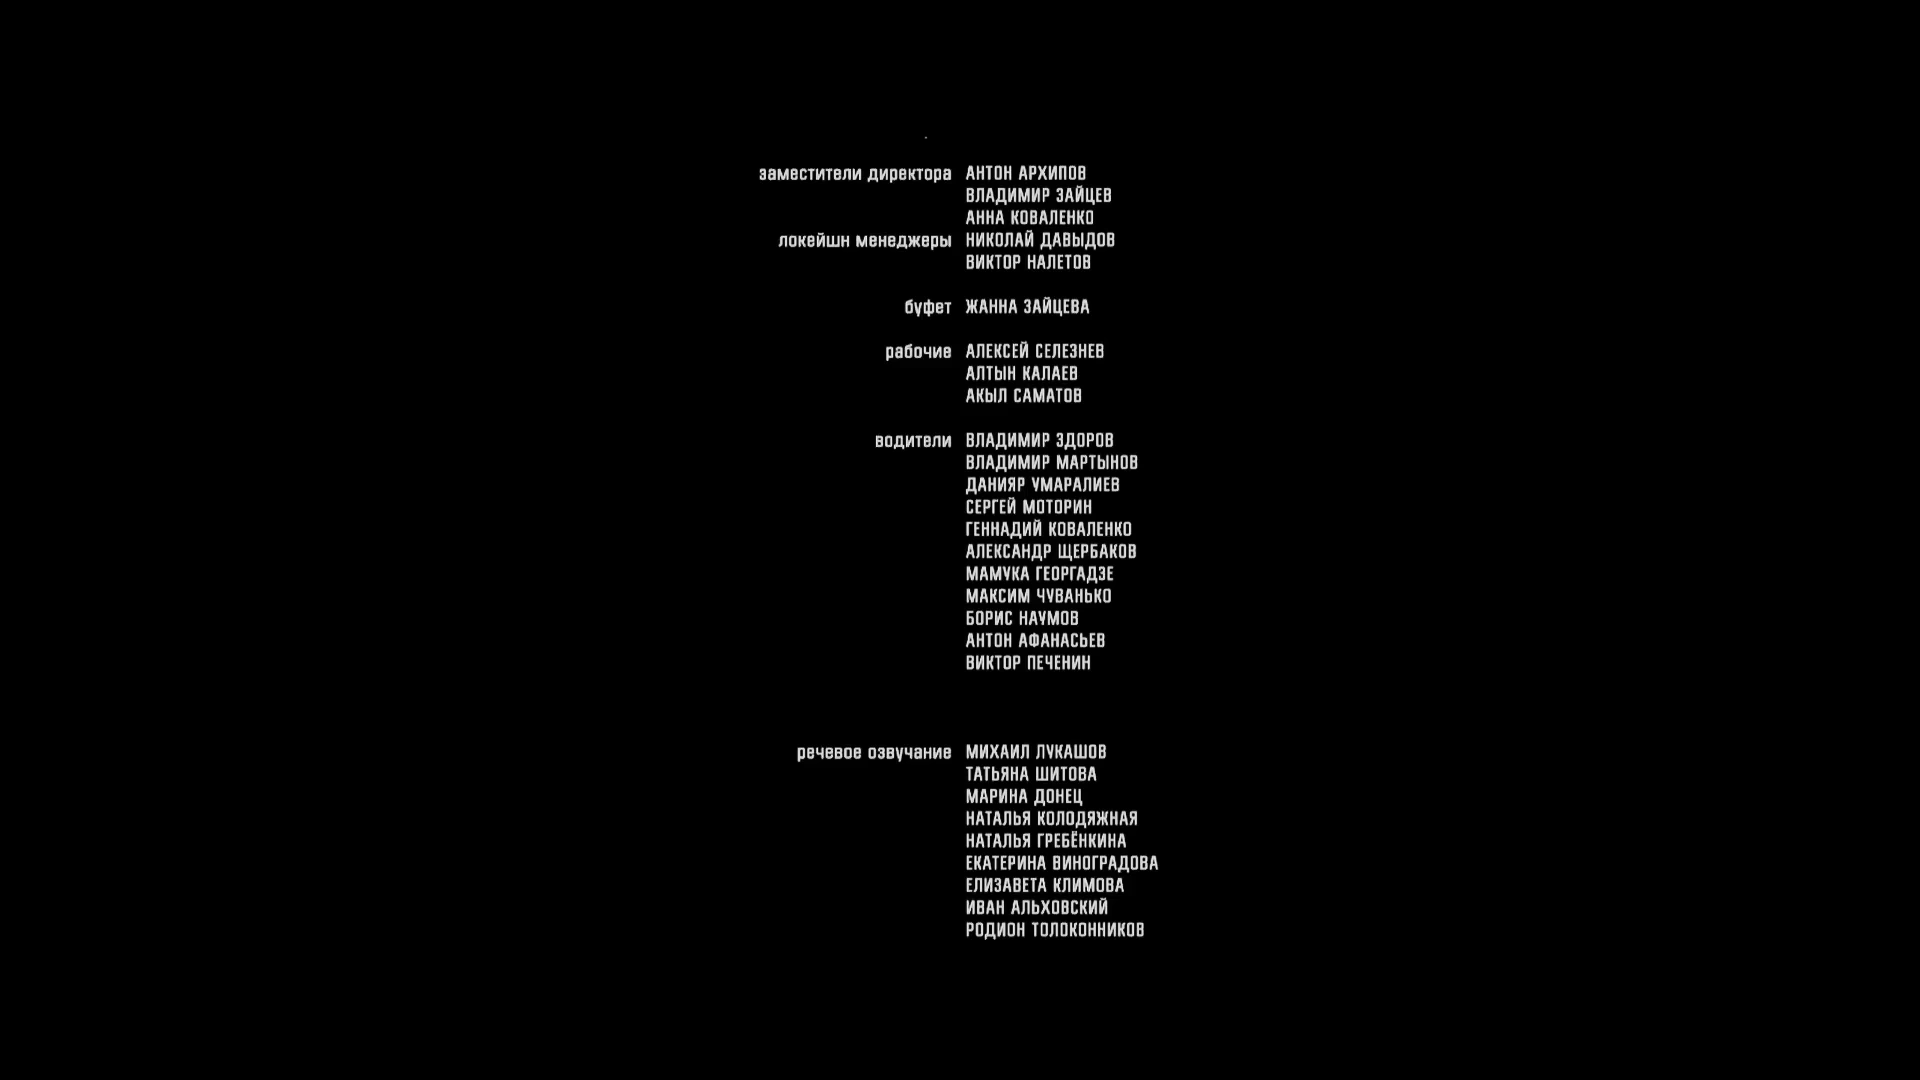 заместители директора АНТОН АРХИПОВ
ВЛАДИМИР ЗАЙЦЕВ
АННА КОВАЛЕНКО
локейшн менеджеры НИКОЛАЙ ДАВЫДОВ
ВИКТОР НАЛЕТОВ
буфет ЖАННА ЗАЙЦЕВА
рабочие АЛЕКСЕЙ СЕЛЕЗНЕВ
АЛТЫН КАЛАЕВ
АКЫЛ САМАТОВ
водители ВЛАДИМИР ЗДОРОВ
ВЛАДИМИР МАРТЫНОВ
ДАНИЯР УМАРАЛИЕВ
СЕРГЕЙ МОТОРИН
ГЕННАДИЙ КОВАЛЕНКО
АЛЕКСАНДР ЩЕРБАКОВ
МАМУКА ГЕОРГАДЗЕ
МАКСИМ ЧУВАНЬКО
БОРИС НАУМОВ
АНТОН АФАНАСЬЕВ
ВИКТОР ПЕЧЕНИН
речевое озвучание МИХАИЛ ЛУКАШОВ
ТАТЬЯНА ШИТОВА
МАРИНА ДОНЕЦ
НАТАЛЬЯ КОЛОДЯЖНАЯ
НАТАЛЬЯ ГРЕБЁНКИНА
ЕКАТЕРИНА ВИНОГРАДОВА
ЕЛИЗАВЕТА КЛИМОВА
ИВАН АЛЬХОВСКИЙ
РОДИОН ТОЛОКОННИКОВ